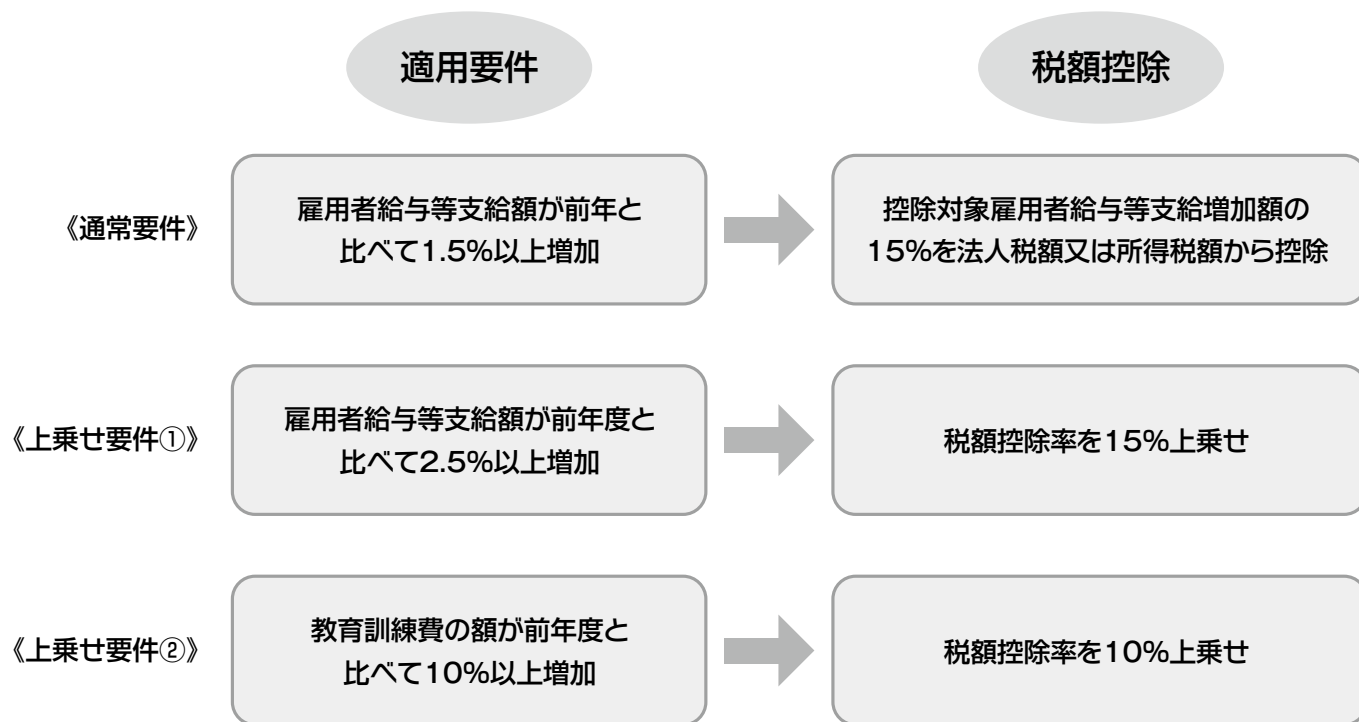 適用要件
税額控除
《通常要件》
雇用者給与等支給額が前年と
比べて1.5%以上増加
控除対象雇用者給与等支給増加額の
15%を法人税額又は所得税額から控除
《上乗せ要件①》
雇用者給与等支給額が前年度と
比べて2.5%以上増加
税額控除率を15%上乗せ
《上乗せ要件②》
教育訓練費の額が前年度と
比べて10%以上増加
税額控除率を10%上乗せ